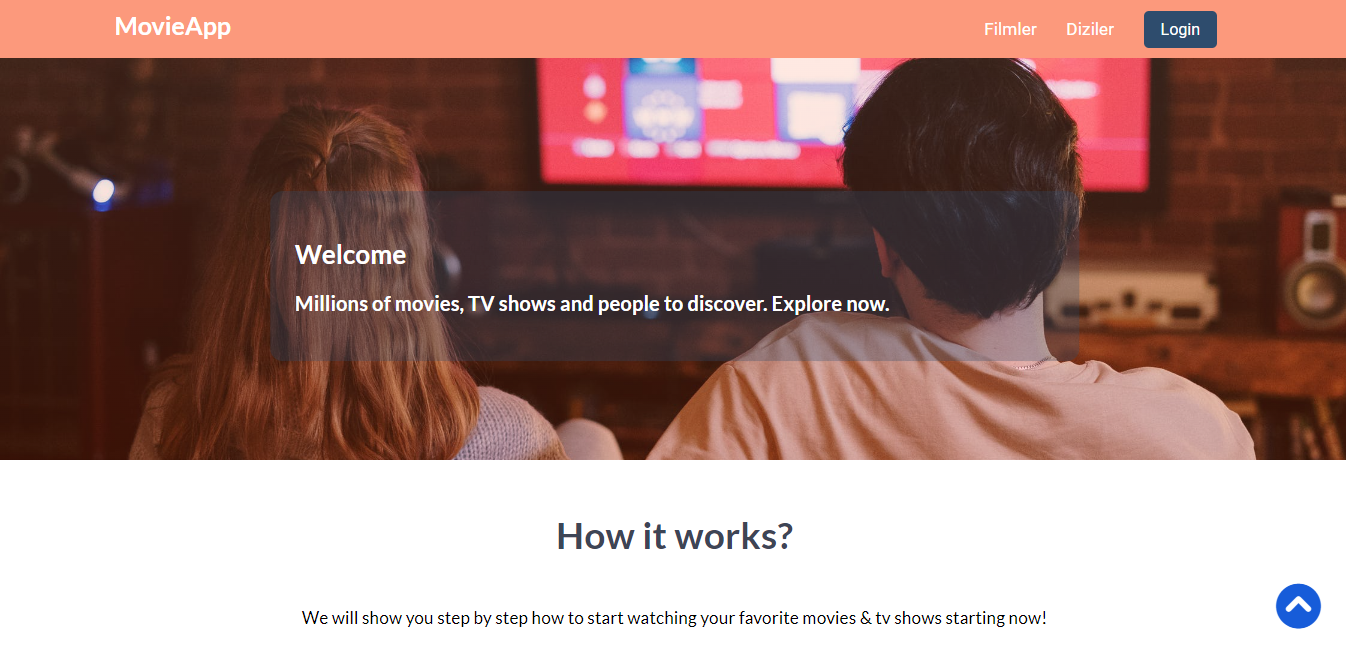 MovieApp
Filmler Diziler Login
Welcome
Millions of movies, TV shows and people to discover. Explore now.
How it works?
We will show you step by step how to start watching your favorite movies & tv shows starting now!